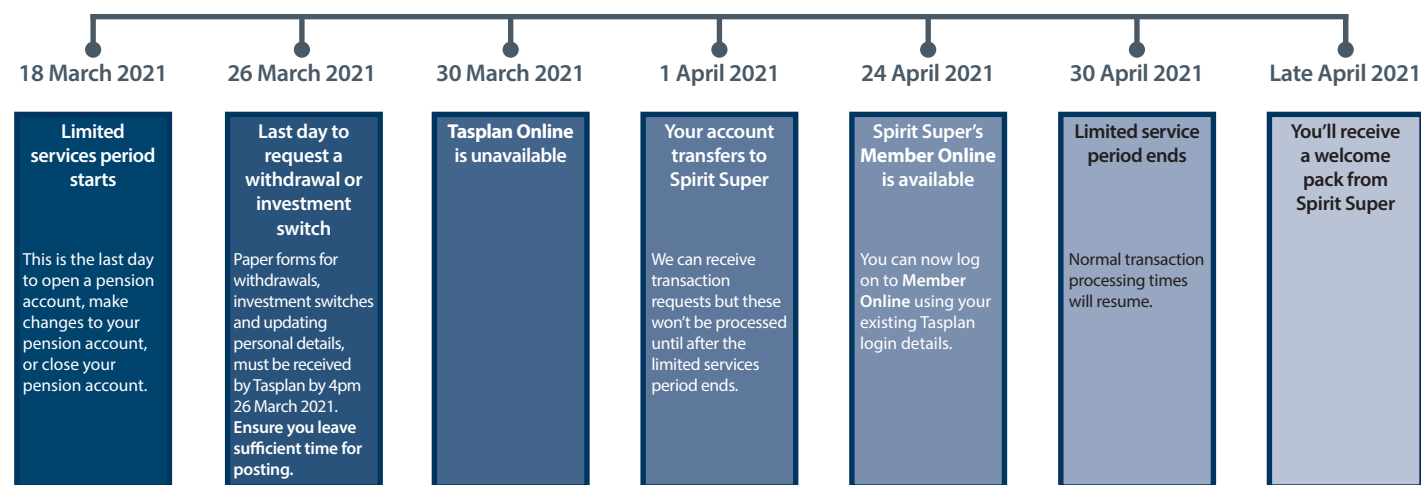 18 March 2021
Limited
services period
starts
This is the last day
to open a pension
account, make
changes to your
pension account,
or close your
pension account.
26 March 2021
Last day to
request a
withdrawal or
investment
switch
Paper forms for
withdrawals,
investment switches
and updating
personal details,
must be received
by Tasplan by 4pm
26 March 2021.
Ensure you leave
sufficient time for
posting.
30 March 2021
Tasplan Online
is unavailable
1 April 2021
Your account
transfers to
Spirit Super
We can receive
transaction
requests but these
won’t be processed
until after the
limited services
period ends.
24 April 2021
Spirit Super’s
Member Online
is available
You can now log
on to Member
Online using your
existing Tasplan
login details.
30 April 2021
Limited service
period ends
Normal transaction
processing times
will resume.
Late April 2021
You’ll receive
a welcome
pack from
Spirit Super